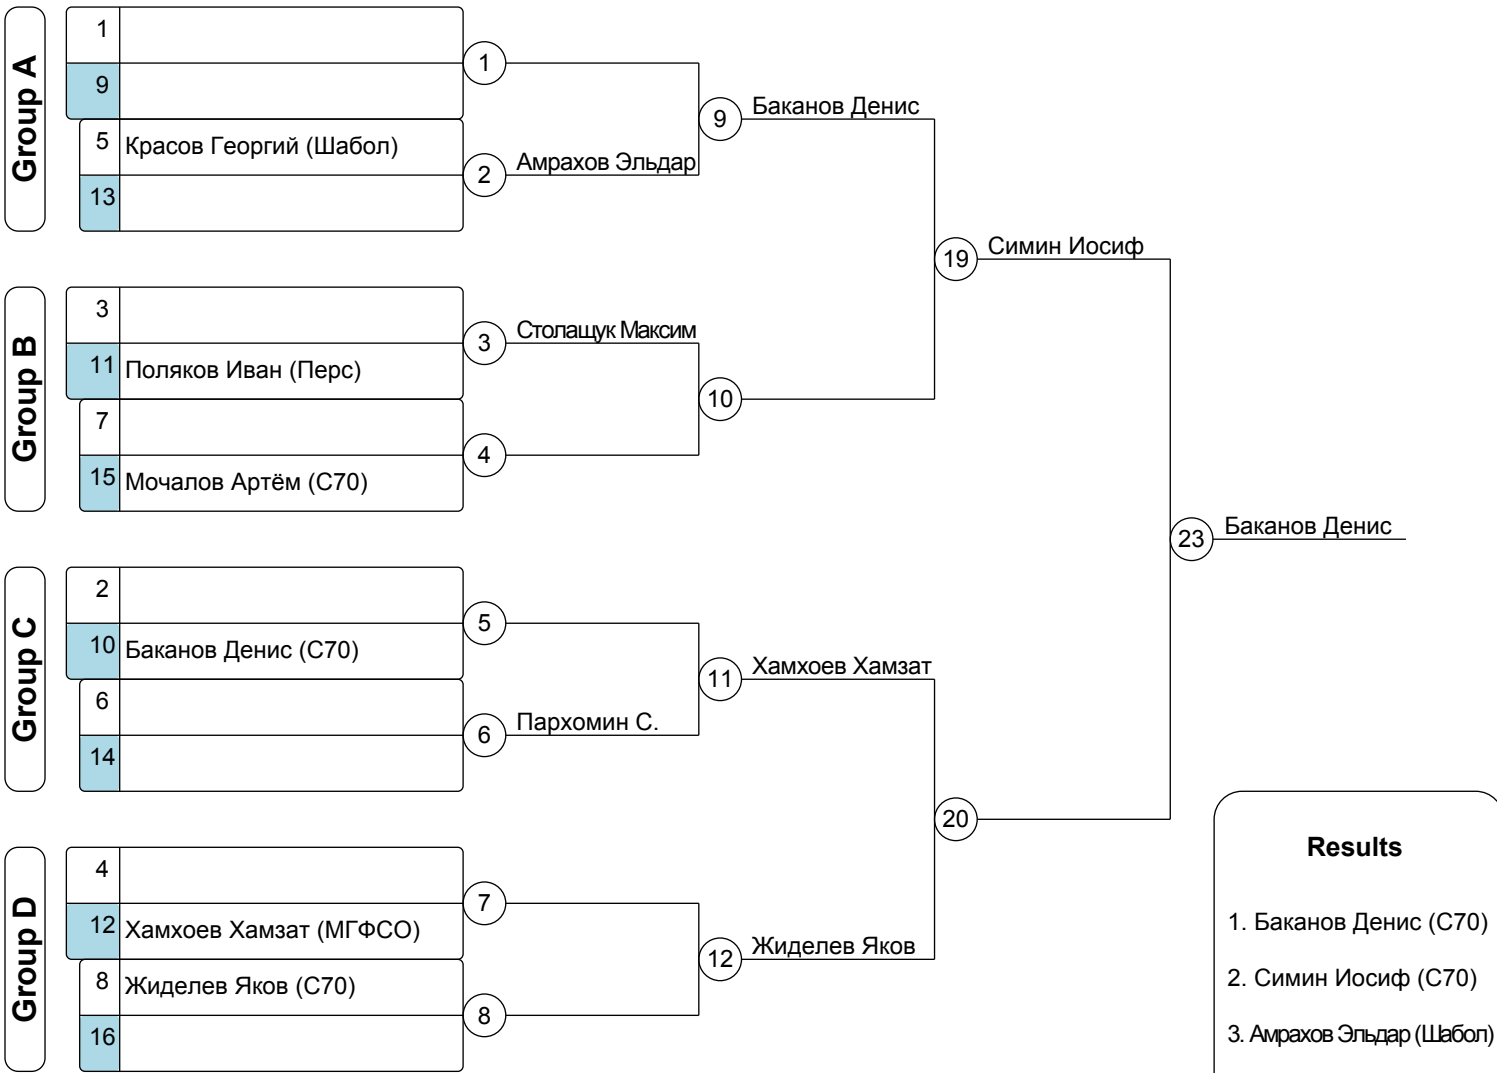 Group A
1
9
5 Красов Георгий (Шабол)
13
1
2 Амрахов Эльдар
9 Баканов Денис
Group B
3
11 Поляков Иван (Перс)
7
15 Мочалов Артём (С70)
3 Столащук Максим
4
10
19 Симин Иосиф
Group C
2
10 Баканов Денис (С70)
6
14
5
6 Пархомин С.
11 Хамхоев Хамзат
Group D
4
12 Хамхоев Хамзат (МГФСО)
8 Жиделев Яков (С70)
16
7
8
12 Жиделев Яков
20
23 Баканов Денис
Results
1. Баканов Денис (С70)
2. Симин Иосиф (С70)
3. Амрахов Эльдар (Шабол)